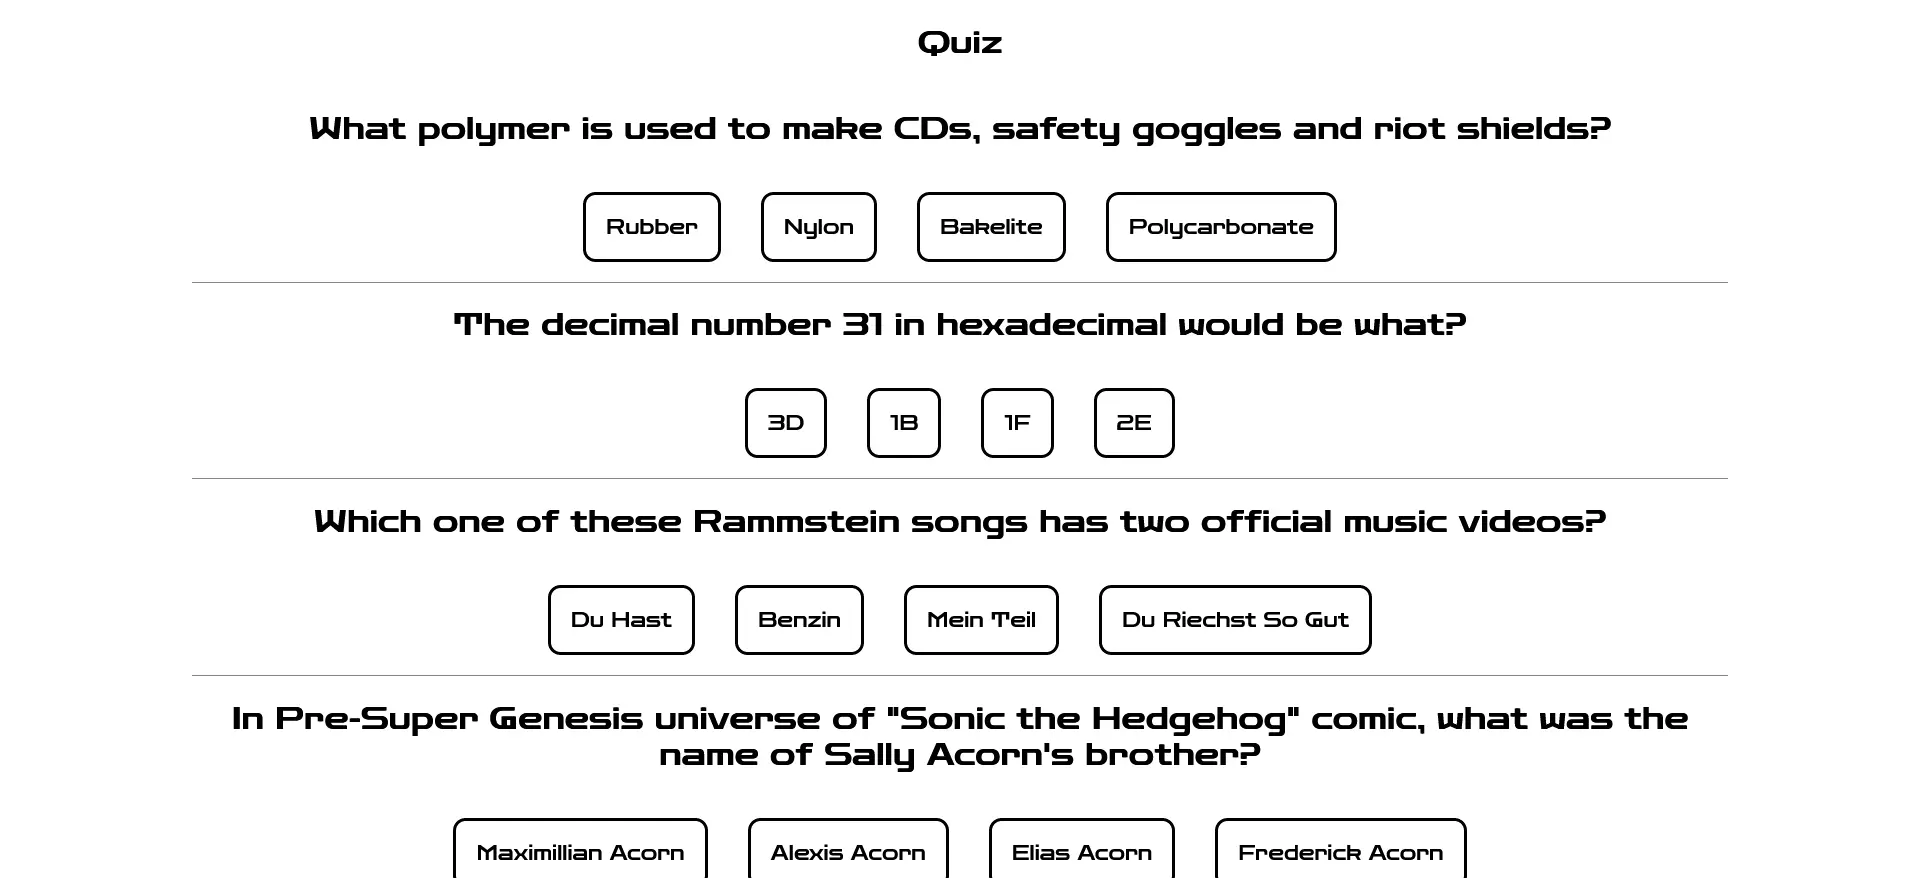 Quiz
What polymer is used to make CDs, safety goggles and riot shields?
Rubber Nylon Bakelite Polycarbonate
The decimal number 31 in hexadecimal would be what?
3D 1B 1F 2E
Which one of these Rammstein songs has two official music videos?
Du Hast Benzin Mein Teil Du Riechst So Gut
In Pre-Super Genesis universe of "Sonic the Hedgehog" comic, what was the
name of Sally Acorn's brother?
Maximillian Acorn Alexis Acorn Elias Acorn Frederick Acorn